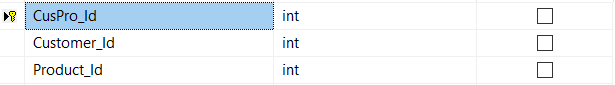 CusPro_Id int
Customer_Id int
Product_Id int